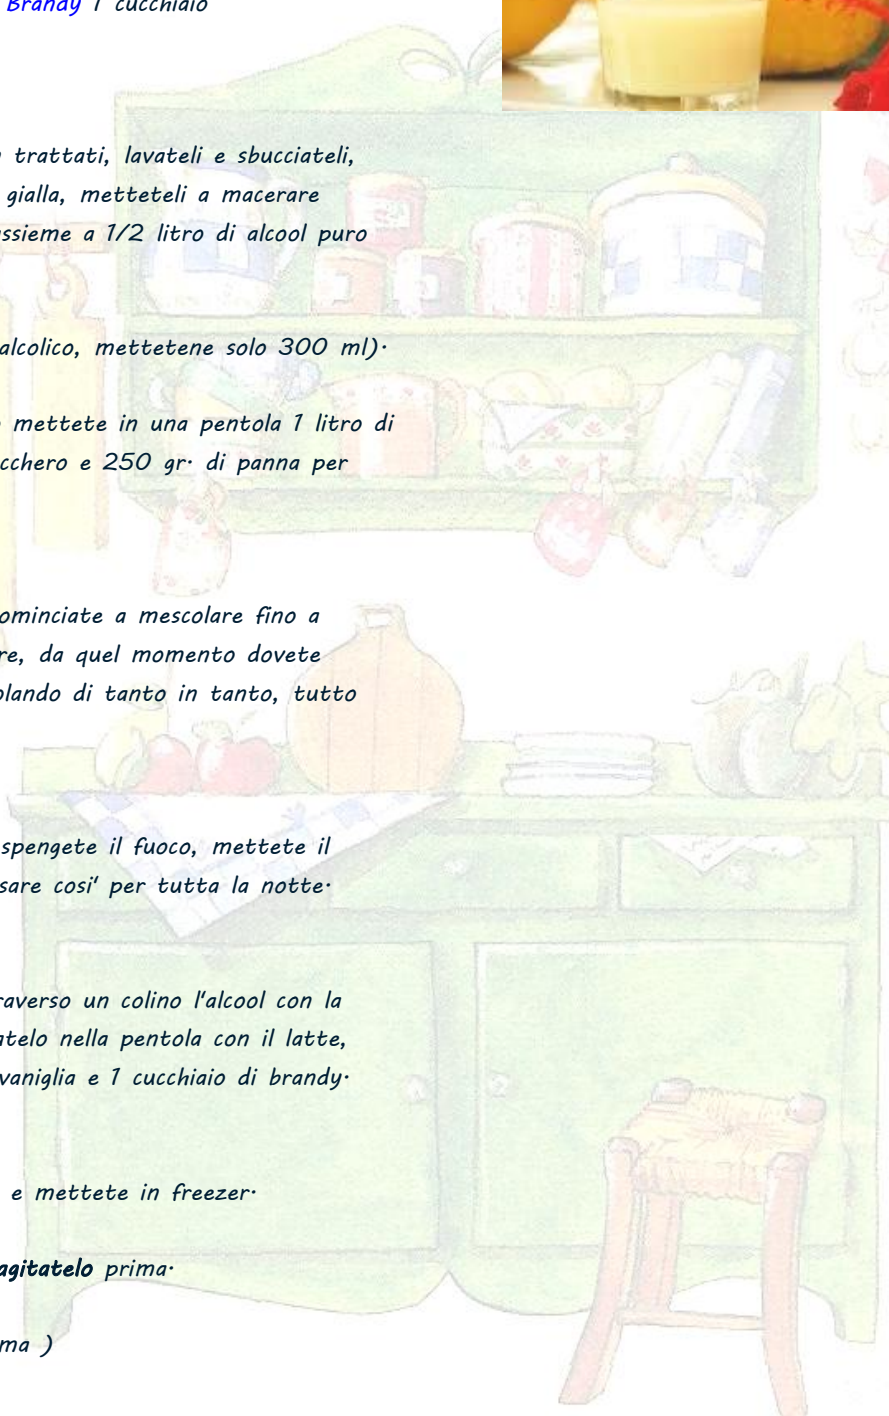 Brandy 1 cucchiaio
trattati, lavateli e sbucciateli,
gialla, metteteli a macerare
ssieme a 1/2 litro di alcool puro
alcolico, mettetene solo 300 ml)·
mettete in una pentola 1 litro di
cchero e 250 gr· di panna per
ominciate a mescolare fino a
re, da quel momento dovete
olando di tanto in tanto, tutto
spengete il fuoco, mettete il
sare cosi' per tutta la notte·
raverso un colino l'alcool con la
atelo nella pentola con il latte,
vaniglia e 1 cucchiaio di brandy·
e mettete in freezer·
agitatelo prima·
ma )